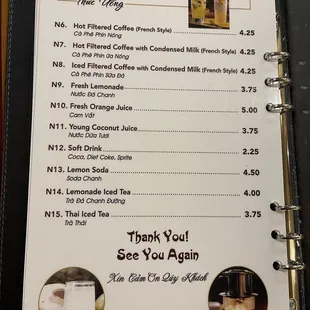 Thức Uống
N6. Hot Filtered Coffee (French Style) 4.25
Cà Phê Phin Nóng
N7. Hot Filtered Coffee with Condensed Milk (French Style) 4.25
Cà Phê Phin Sữa Nóng
N8. Iced Filtered Coffee with Condensed Milk (French Style) 4.25
Cà Phê Phin Sữa Đá
N9. Fresh Lemonade 3.75
Nước Đá Chanh
N10. Fresh Orange Juice 5.00
Cam Vắt
N11. Young Coconut Juice 3.75
Nước Dừa Tươi
N12. Soft Drink 2.25
Coca, Diet Coke, Sprite
N13. Lemon Soda 4.50
Soda Chanh
N14. Lemonade Iced Tea 4.00
Trà Đá Chanh Đường
N15. Thai Iced Tea 3.75
Trà Thái
Thank You!
See You Again
Xin Cảm Ơn Qúy Khách